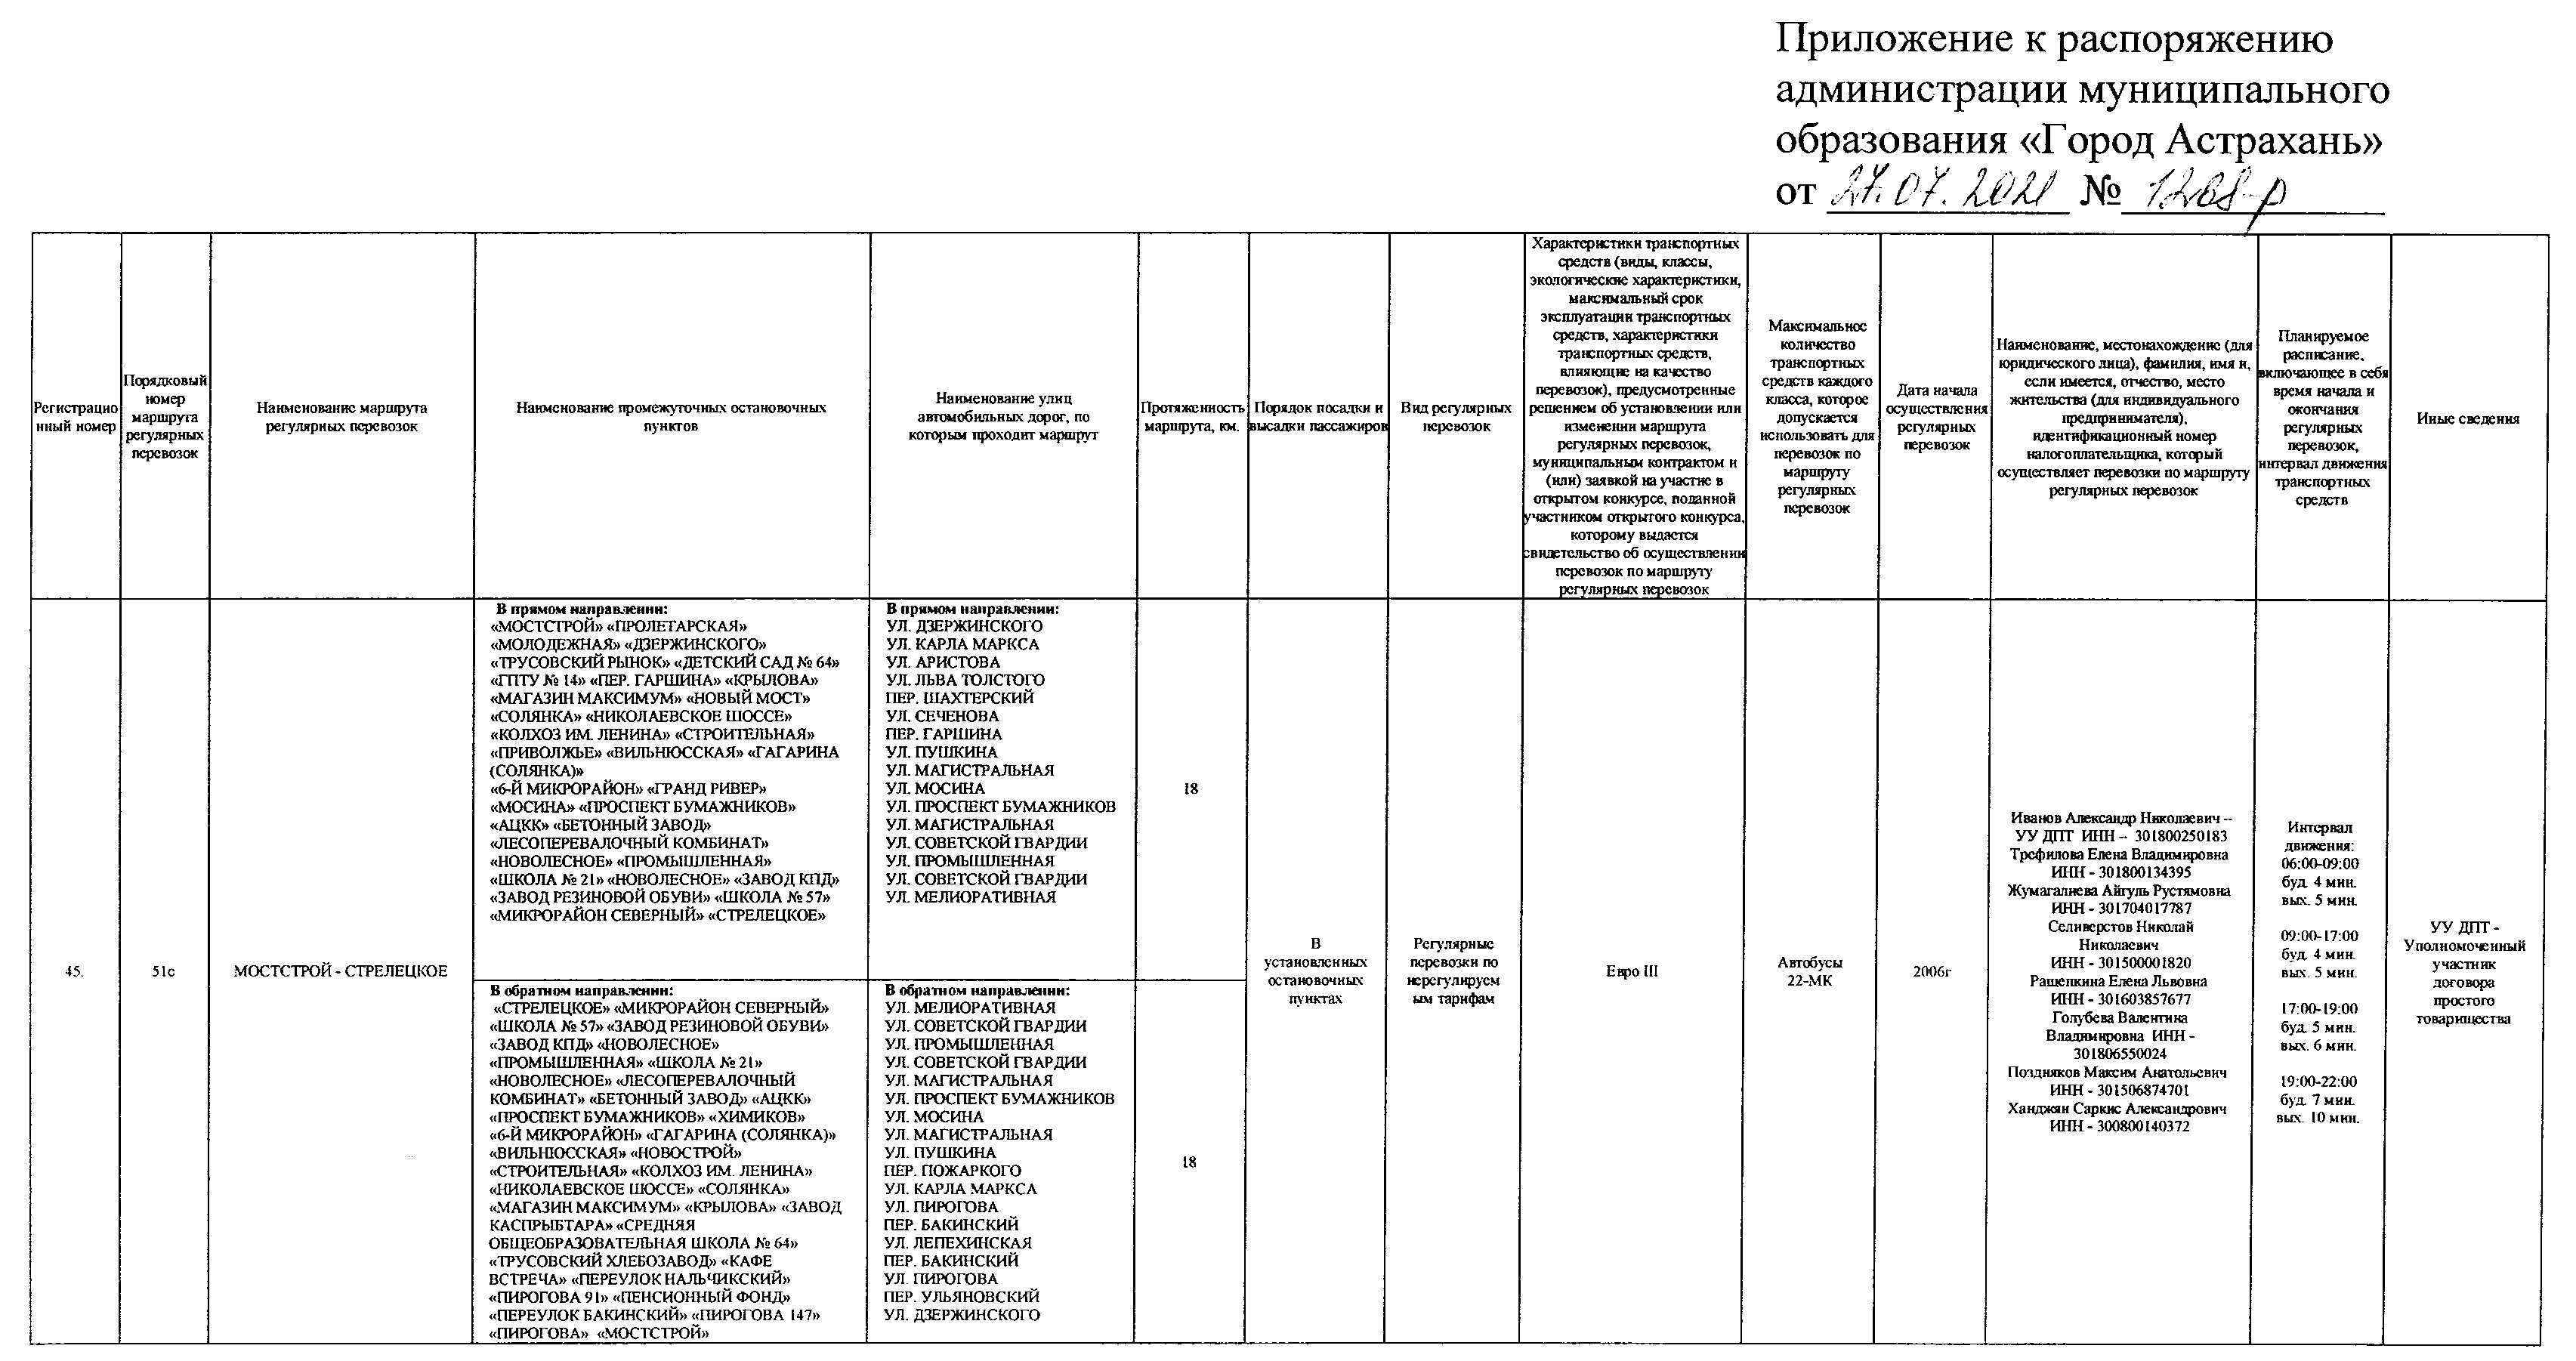 Приложение к распоряжению
администрации муниципального
образования «Город Астрахань»
от 27.07.2021 № 1268-р
Регистрацио
нный номер
Порядковый
номер
маршрута
регулярных
перевозок
Наименование маршрута
регулярных перевозок
Наименование промежуточных остановочных
пунктов
Наименование улиц
автомобильных дорог, по
которым проходит маршрут
Протяженность
маршрута, км.
Порядок посадки и
высадки пассажиров
Вид регулярных
перевозок
Характеристики транспортных
средств (виды, классы,
экологические характеристики,
максимальный срок
эксплуатации транспортных
средств, характеристики
транспортных средств,
влияющие на качество
перевозок), предусмотренные
решением об установлении или
изменении маршрута
регулярных перевозок,
муниципальным контрактом и
(или) заявкой на участие в
открытом конкурсе, поданной
участником открытого конкурса,
которому выдается
свидетельство об осуществлении
перевозок по маршруту
регулярных перевозок
Максимальное
количество
транспортных
средств каждого
класса, которое
допускается
использовать для
перевозок по
маршруту
регулярных
перевозок
Дата начала
осуществления
регулярных
перевозок
Наименование, местонахождение (для
юридического лица), фамилия, имя и,
если имеется, отчество, место
жительства (для индивидуального
предпринимателя),
идентификационный номер
налогоплательщика, который
осуществляет перевозки по маршруту
регулярных перевозок
Планируемое
расписание,
включающее в себя
время начала и
окончания
регулярных
перевозок,
интервал движения
транспортных
средств
Иные сведения
45.
51с
МОСТСТРОЙ - СТРЕЛЕЦКОЕ
В прямом направлении:
«МОСТСТРОЙ» «ПРОЛЕТАРСКАЯ»
«МОЛОДЕЖНАЯ» «ДЗЕРЖИНСКОГО»
«ТРУСОВСКИЙ РЫНОК» «ДЕТСКИЙ САД № 64»
«ГПТУ № 14» «ПЕР. ГАРШИНА» «КРЫЛОВА»
«МАГАЗИН МАКСИМУМ» «НОВЫЙ МОСТ»
«СОЛЯНКА» «НИКОЛАЕВСКОЕ ШОССЕ»
«КОЛХОЗ ИМ. ЛЕНИНА» «СТРОИТЕЛЬНАЯ»
«ПРИВОЛЖЬЕ» «ВИЛЬНЮССКАЯ» «ГАГАРИНА
(СОЛЯНКА)»
«6-Й МИКРОРАЙОН» «ГРАНД РИВЕР»
«МОСИНА» «ПРОСПЕКТ БУМАЖНИКОВ»
«АЦКК» «БЕТОННЫЙ ЗАВОД»
«ЛЕСОПЕРЕВАЛОЧНЫЙ КОМБИНАТ»
«НОВОЛЕСНОЕ» «ПРОМЫШЛЕННАЯ»
«ШКОЛА № 21» «НОВОЛЕСНОЕ» «ЗАВОД КПД»
«ЗАВОД РЕЗИНОВОЙ ОБУВИ» «ШКОЛА № 57»
«МИКРОРАЙОН СЕВЕРНЫЙ» «СТРЕЛЕЦКОЕ»
В прямом направлении:
УЛ. ДЗЕРЖИНСКОГО
УЛ. КАРЛА МАРКСА
УЛ. АРИСТОВА
УЛ. ЛЬВА ТОЛСТОГО
ПЕР. ШАХТЕРСКИЙ
УЛ. СЕЧЕНОВА
ПЕР. ГАРШИНА
УЛ. ПУШКИНА
УЛ. МАГИСТРАЛЬНАЯ
УЛ. МОСИНА
УЛ. ПРОСПЕКТ БУМАЖНИКОВ
УЛ. МАГИСТРАЛЬНАЯ
УЛ. СОВЕТСКОЙ ГВАРДИИ
УЛ. ПРОМЫШЛЕННАЯ
УЛ. СОВЕТСКОЙ ГВАРДИИ
УЛ. МЕЛИОРАТИВНАЯ
18
В обратном направлении:
«СТРЕЛЕЦКОЕ» «МИКРОРАЙОН СЕВЕРНЫЙ»
«ШКОЛА № 57» «ЗАВОД РЕЗИНОВОЙ ОБУВИ»
«ЗАВОД КПД» «НОВОЛЕСНОЕ»
«ПРОМЫШЛЕННАЯ» «ШКОЛА № 21»
«НОВОЛЕСНОЕ» «ЛЕСОПЕРЕВАЛОЧНЫЙ
КОМБИНАТ» «БЕТОННЫЙ ЗАВОД» «АЦКК»
«ПРОСПЕКТ БУМАЖНИКОВ» «ХИМИКОВ»
«6-Й МИКРОРАЙОН» «ГАГАРИНА (СОЛЯНКА)»
«ВИЛЬНЮССКАЯ» «НОВОСТРОЙ»
«СТРОИТЕЛЬНАЯ» «КОЛХОЗ ИМ. ЛЕНИНА»
«НИКОЛАЕВСКОЕ ШОССЕ» «СОЛЯНКА»
«МАГАЗИН МАКСИМУМ» «КРЫЛОВА» «ЗАВОД
КАСПРЫБТАРА» «СРЕДНЯЯ
ОБЩЕОБРАЗОВАТЕЛЬНАЯ ШКОЛА № 64»
«ТРУСОВСКИЙ ХЛЕБОЗАВОД» «КАФЕ
ВСТРЕЧА» «ПЕРЕУЛОК НАЛЬЧИКСКИЙ»
«ПИРОГОВА 91» «ПЕНСИОННЫЙ ФОНД»
«ПЕРЕУЛОК БАКИНСКИЙ» «ПИРОГОВА 147»
«ПИРОГОВА» «МОСТСТРОЙ»
В обратном направлении:
УЛ. МЕЛИОРАТИВНАЯ
УЛ. СОВЕТСКОЙ ГВАРДИИ
УЛ. ПРОМЫШЛЕННАЯ
УЛ. СОВЕТСКОЙ ГВАРДИИ
УЛ. МАГИСТРАЛЬНАЯ
УЛ. ПРОСПЕКТ БУМАЖНИКОВ
УЛ. МОСИНА
УЛ. МАГИСТРАЛЬНАЯ
УЛ. ПУШКИНА
ПЕР. ПОЖАРКОГО
УЛ. КАРЛА МАРКСА
УЛ. ПИРОГОВА
ПЕР. БАКИНСКИЙ
УЛ. ЛЕПЕХИНСКАЯ
ПЕР. БАКИНСКИЙ
УЛ. ПИРОГОВА
ПЕР. УЛЬЯНОВСКИЙ
УЛ. ДЗЕРЖИНСКОГО
18
В
установленных
остановочных
пунктах
Регулярные
перевозки по
нерегулируем
ым тарифам
Евро III
Автобусы
22-МК
2006г
Иванов Александр Николаевич –
УУ ДПТ ИНН – 301800250183
Трефилова Елена Владимировна
ИНН - 301800134395
Жумагалиева Айгуль Рустямовна
ИНН - 301704017787
Селиверстов Николай
Николаевич
ИНН - 301500001820
Ращепкина Елена Львовна
ИНН - 301603857677
Голубева Валентина
Владимировна ИНН -
301806550024
Поздняков Максим Анатольевич
ИНН - 301506874701
Ханджян Саркис Александрович
ИНН - 300800140372
Интервал
движения:
06:00-09:00
буд. 4 мин.
вых. 5 мин.
09:00-17:00
буд. 4 мин.
вых. 5 мин.
17:00-19:00
буд. 5 мин.
вых. 6 мин.
19:00-22:00
буд. 7 мин.
вых. 10 мин.
УУ ДПТ -
Уполномоченный
участник
договора
простого
товарищества